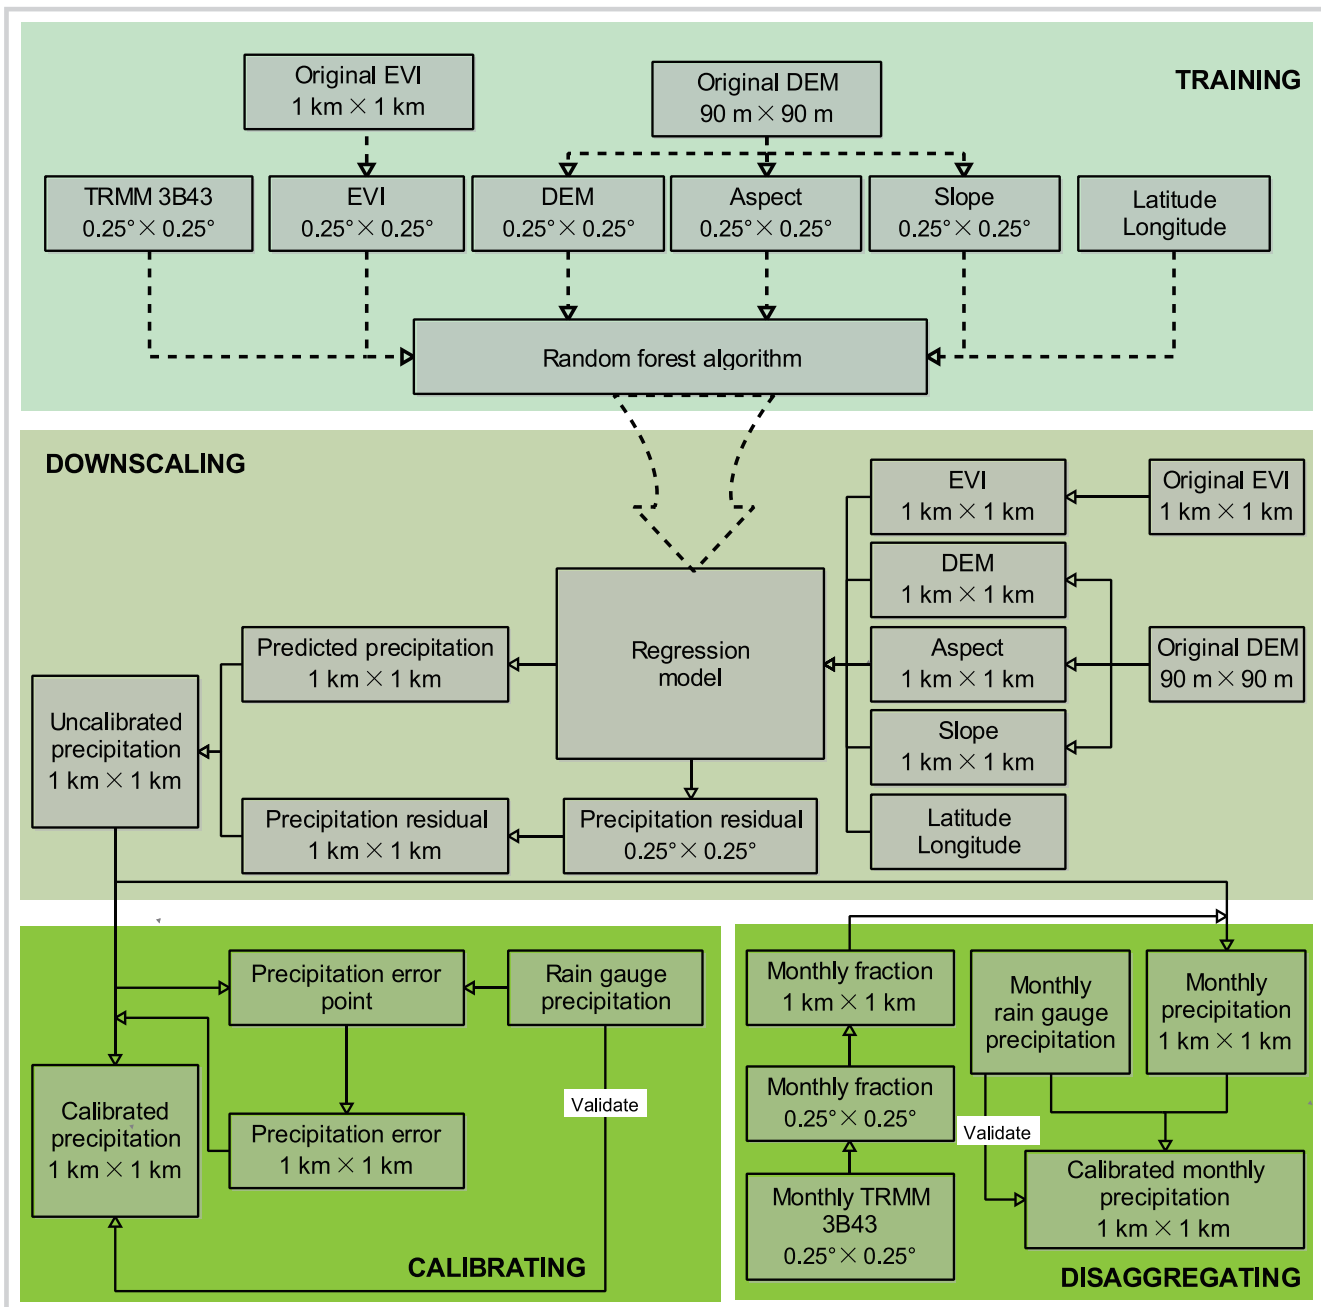 TRAINING
Original EVI
1 km × 1 km
Original DEM
90 m × 90 m
TRMM 3B43
0.25° × 0.25°
EVI
0.25° × 0.25°
DEM
0.25° × 0.25°
Aspect
0.25° × 0.25°
Slope
0.25° × 0.25°
Latitude
Longitude
Random forest algorithm
DOWNSCALING
EVI
1 km × 1 km
Original EVI
1 km × 1 km
DEM
1 km × 1 km
Aspect
1 km × 1 km
Original DEM
90 m × 90 m
Slope
1 km × 1 km
Latitude
Longitude
Regression
model
Predicted precipitation
1 km × 1 km
Uncalibrated
precipitation
1 km × 1 km
Precipitation residual
1 km × 1 km
Precipitation residual
0.25° × 0.25°
Precipitation error
point
Rain gauge
precipitation
Calibrated
precipitation
1 km × 1 km
Precipitation error
1 km × 1 km
Validate
CALIBRATING
Monthly fraction
1 km × 1 km
Monthly
rain gauge
precipitation
Monthly
precipitation
1 km × 1 km
Monthly fraction
0.25° × 0.25°
Validate
Monthly TRMM
3B43
0.25° × 0.25°
Calibrated monthly
precipitation
1 km × 1 km
DISAGGREGATING